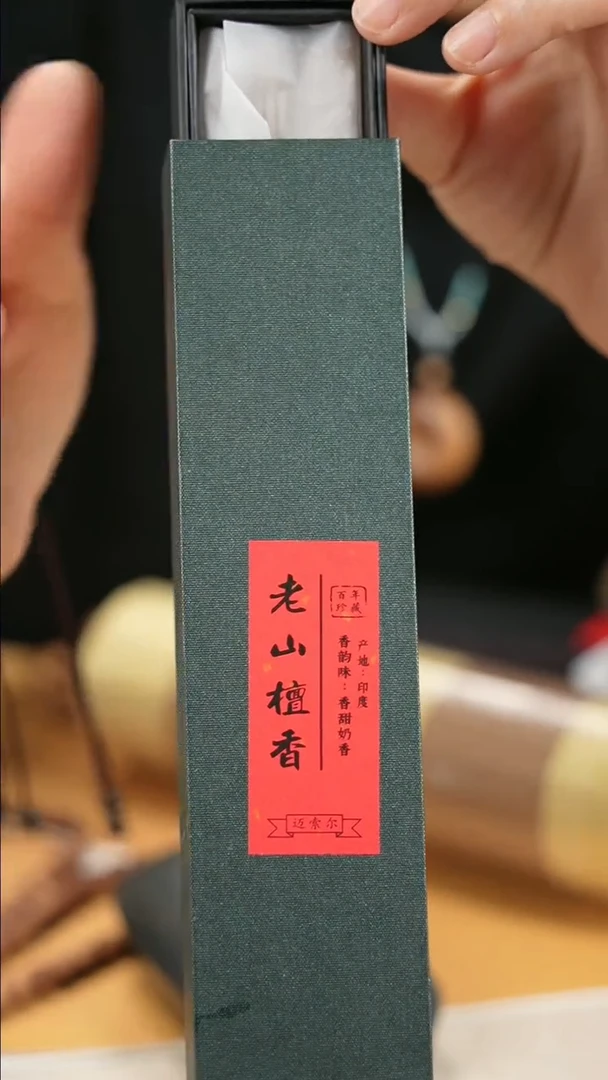 老山檀香
百年
珍藏
产地：印度
香韵味：香甜奶香
迈索尔